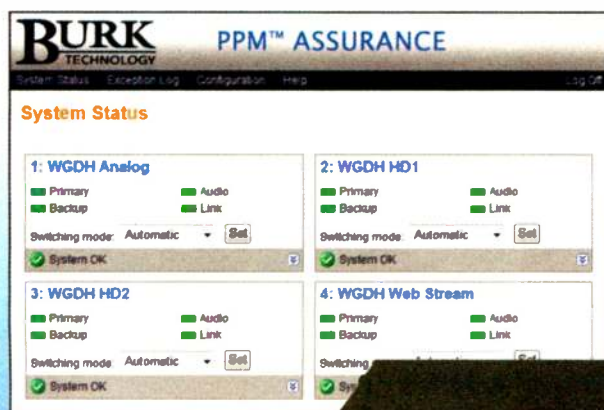 BURK PPM™ ASSURANCE
TECHNOLOGY
System Status Exception Log Configuration Help Log Off
System Status
1: WGDH Analog
Primary Audio
Backup Link
Switching mode: Automatic Set
System OK
2: WGDH HD1
Primary Audio
Backup Link
Switching mode: Automatic Set
System OK
3: WGDH HD2
Primary Audio
Backup Link
Switching mode: Automatic Set
System OK
4: WGDH Web Stream
Primary Audio
Backup Link
Switching